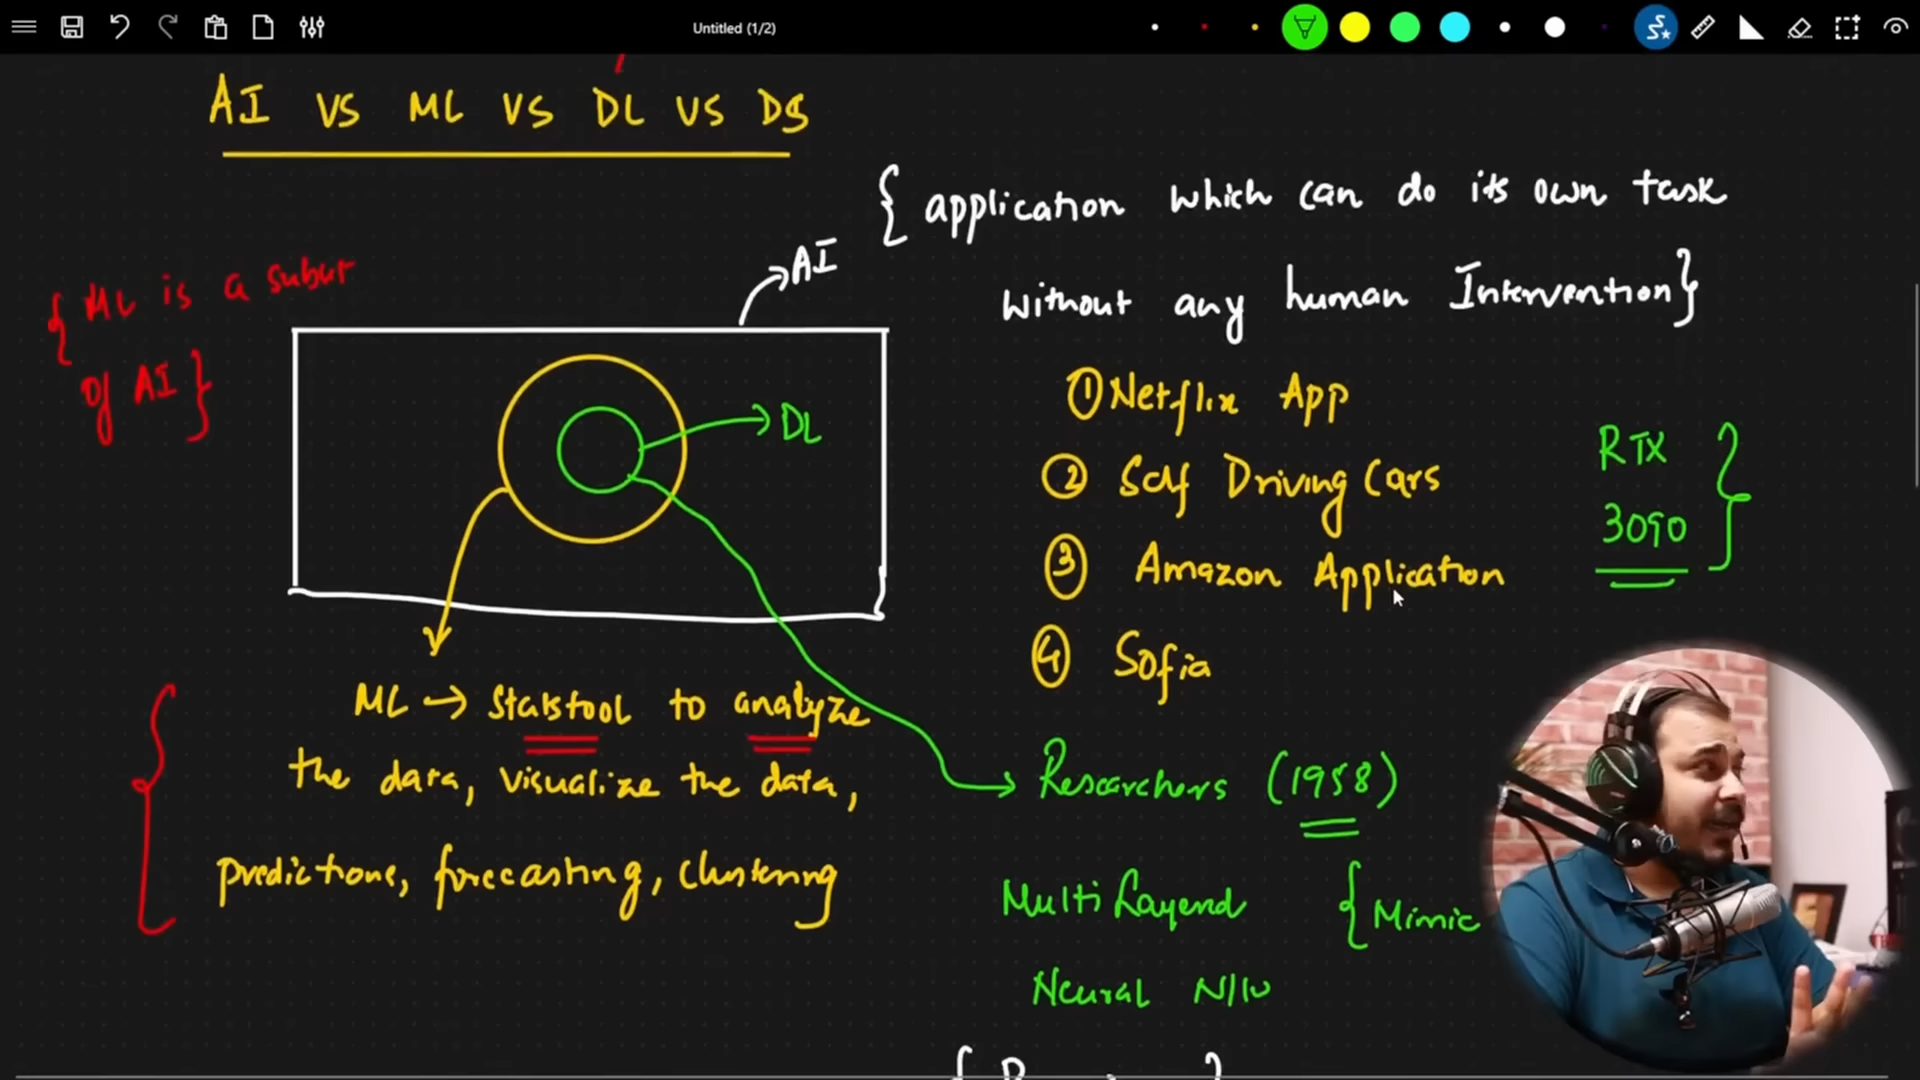 Untitled (1/2)
AI VS ML VS DL VS DS
{ application which can do its own task
without any human Intervention}
AI
{ ML is a subset
of AI }
DL
① Netflix App
② Self Driving Cars
③ Amazon Application
④ Sofia
RTX
3090
ML → Statstool to analyze
the data, visualize the data,
predictions, forecasting, clustering
Researchers (1958)
Multi Layered { Mimic
Neural N/W